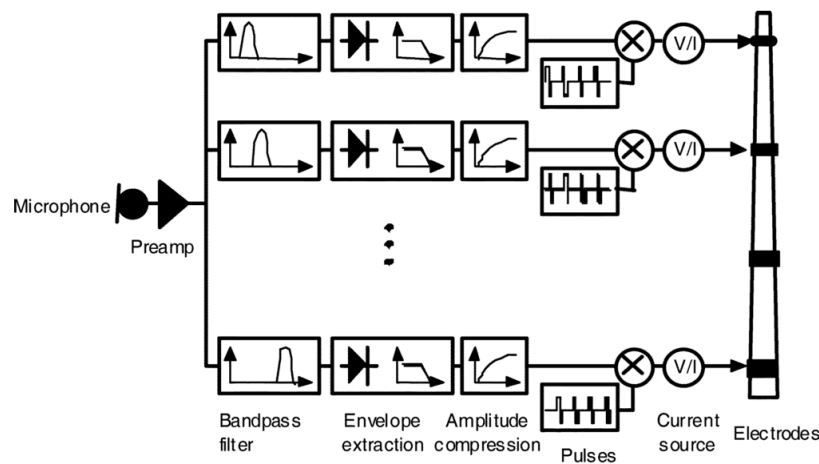 V/I
V/I
Microphone
Preamp
V/I
Bandpass
filter
Envelope
extraction
Amplitude
compression
Pulses
Current
source
Electrodes